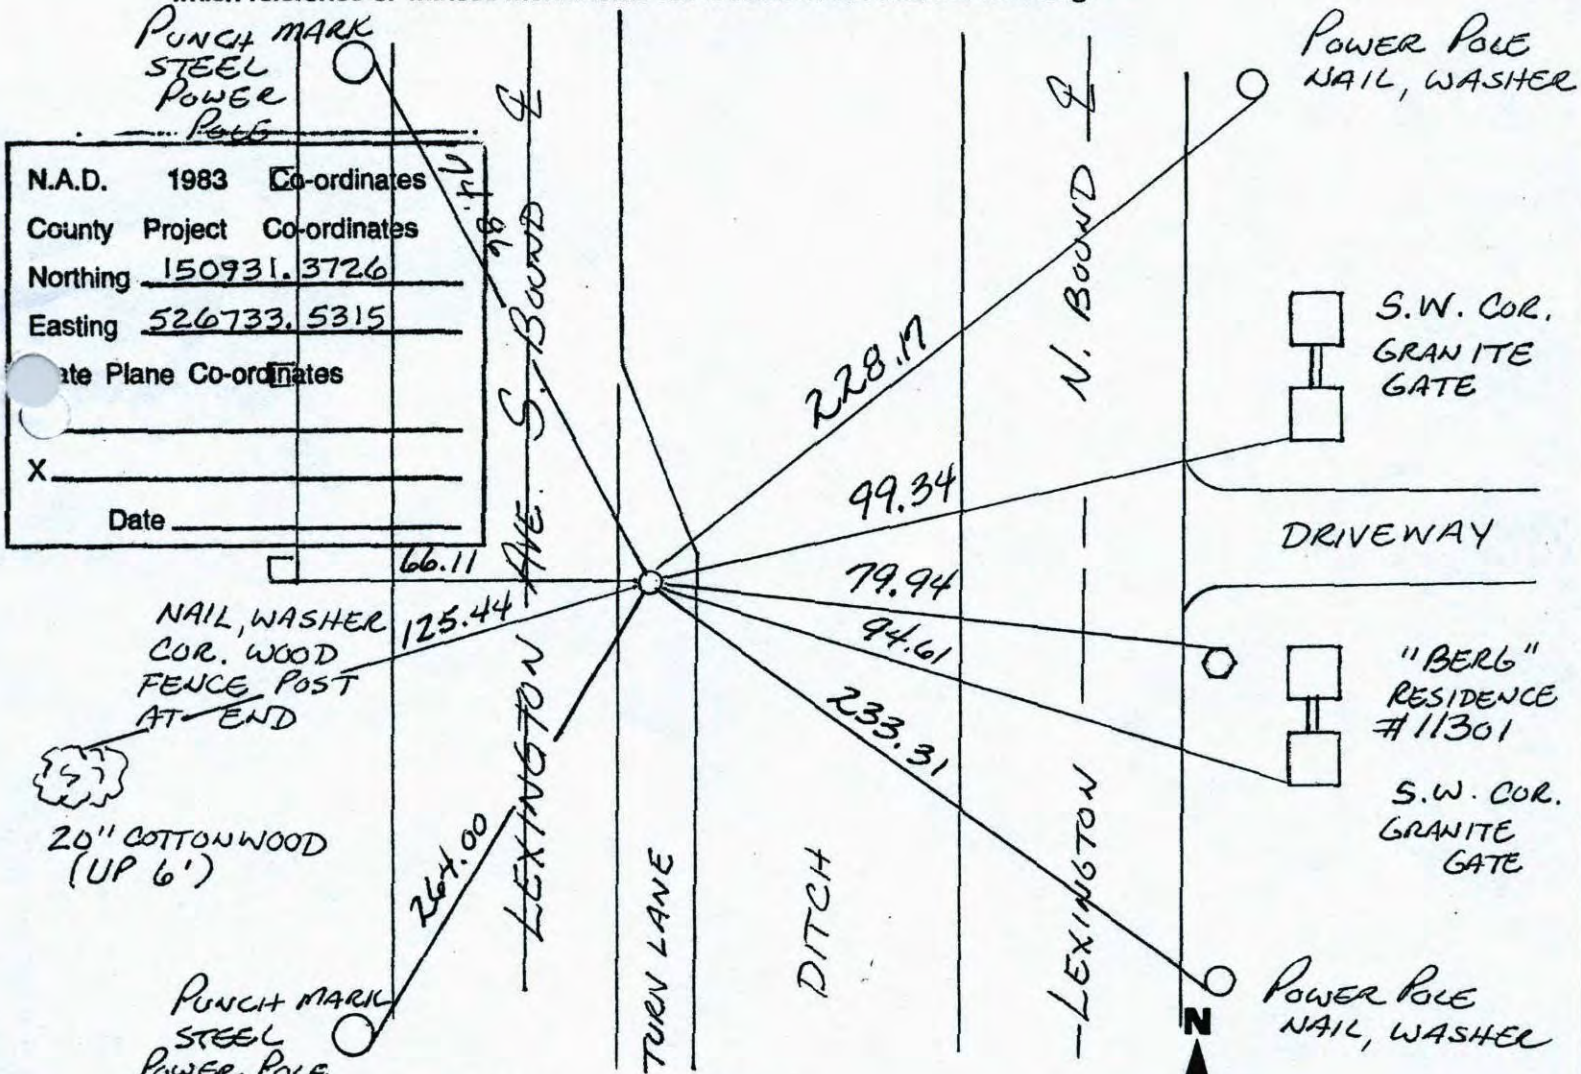 PUNCH MARK
STEEL
POWER
POLE
POWER POLE
NAIL, WASHER
N.A.D. 1983 Co-ordinates
County Project Co-ordinates
Northing 150931.3726
Easting 526733.5315
ate Plane Co-ordinates
X
Date
AVE. S. BOUND ℄
N. BOUND ℄
228.17
99.34
79.94
94.61
233.31
66.11
125.44
264.00
S.W. COR.
GRANITE
GATE
DRIVEWAY
NAIL, WASHER
COR. WOOD
FENCE POST
AT END
20" COTTONWOOD
(UP 6')
"BERG"
RESIDENCE
#11301
S.W. COR.
GRANITE
GATE
LEXINGTON
TURN LANE
DITCH
LEXINGTON
PUNCH MARK
STEEL
POWER POLE
N
POWER POLE
NAIL, WASHER